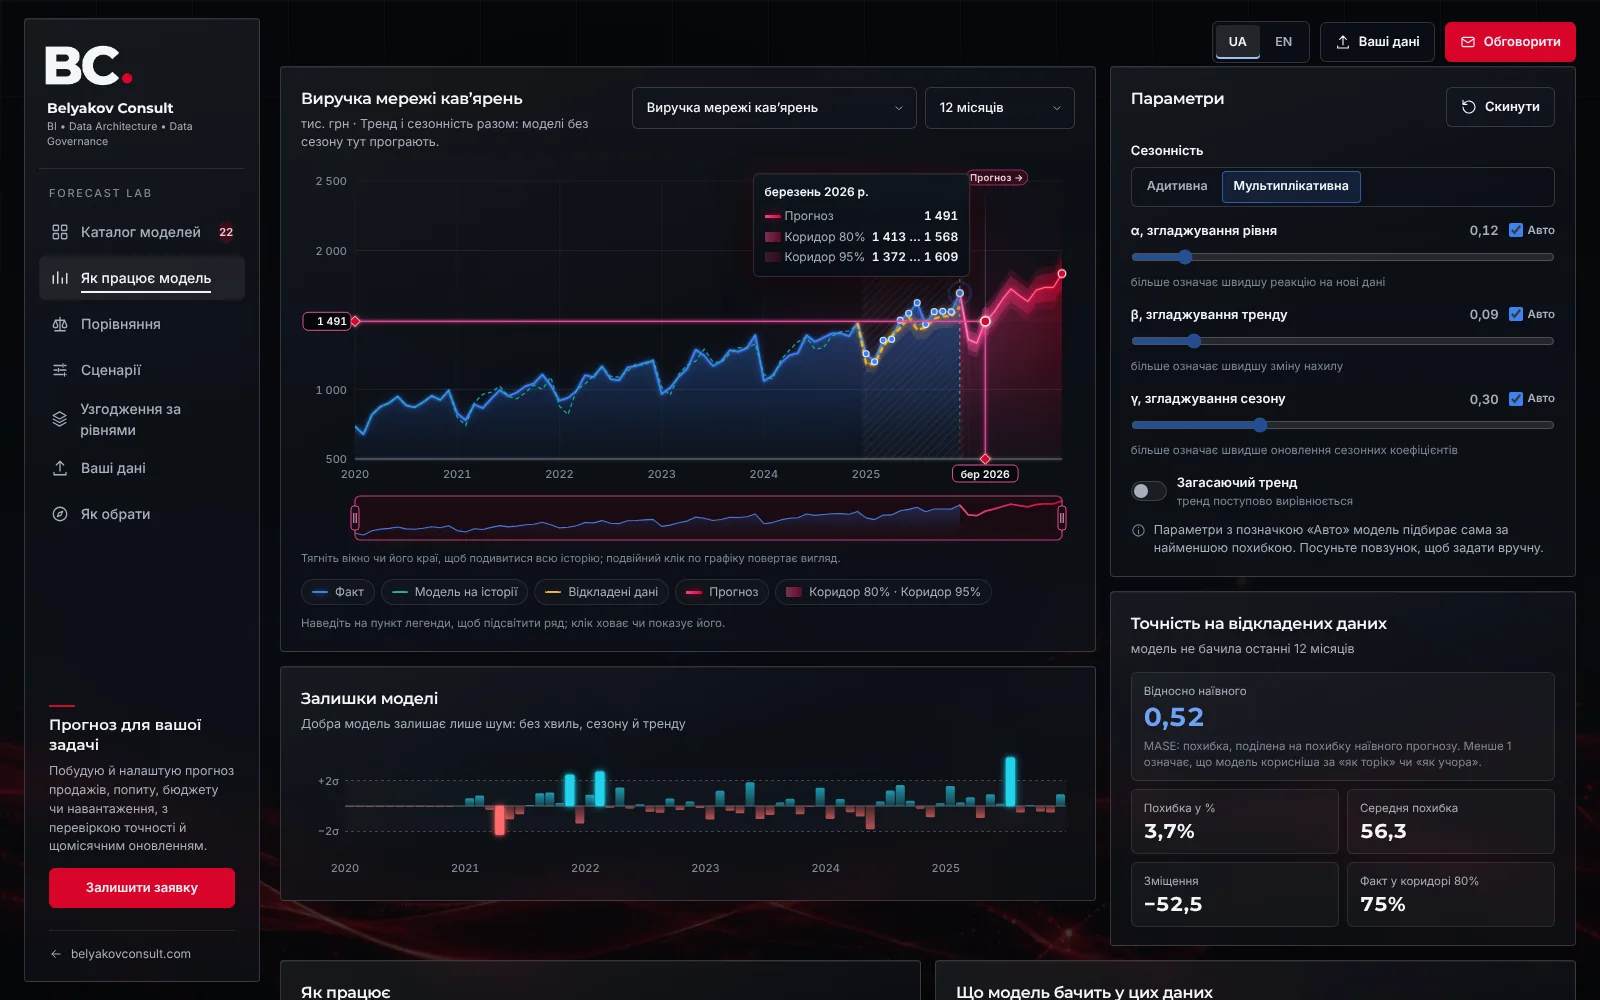 BC.
Belyakov Consult
BI • Data Architecture • Data
Governance
FORECAST LAB
Каталог моделей 22
Як працює модель
Порівняння
Сценарії
Узгодження за
рівнями
Ваші дані
Як обрати
Прогноз для вашої
задачі
Побудую й налаштую прогноз
продажів, попиту, бюджету
чи навантаження, з
перевіркою точності й
щомісячним оновленням.
Залишити заявку
← belyakovconsult.com
UA EN Ваші дані Обговорити
Виручка мережі кав’ярень
тис. грн · Тренд і сезонність разом: моделі без
сезону тут програють.
Виручка мережі кав’ярень 12 місяців
Прогноз →
березень 2026 р.
Прогноз 1 491
Коридор 80% 1 413 … 1 568
Коридор 95% 1 372 … 1 609
2 500
2 000
1 491
1 000
500
2020 2021 2022 2023 2024 2025 бер 2026
Тягніть вікно чи його краї, щоб подивитися всю історію; подвійний клік по графіку повертає вигляд.
Факт Модель на історії Відкладені дані Прогноз Коридор 80% · Коридор 95%
Наведіть на пункт легенди, щоб підсвітити ряд; клік ховає чи показує його.
Залишки моделі
Добра модель залишає лише шум: без хвиль, сезону й тренду
+2σ
−2σ
2020 2021 2022 2023 2024 2025
Параметри Скинути
Сезонність
Адитивна Мультиплікативна
α, згладжування рівня 0,12 Авто
більше означає швидшу реакцію на нові дані
β, згладжування тренду 0,09 Авто
більше означає швидшу зміну нахилу
γ, згладжування сезону 0,30 Авто
більше означає швидше оновлення сезонних коефіцієнтів
Загасаючий тренд
тренд поступово вирівнюється
Параметри з позначкою «Авто» модель підбирає сама за
найменшою похибкою. Посуньте повзунок, щоб задати вручну.
Точність на відкладених даних
модель не бачила останні 12 місяців
Відносно наївного
0,52
MASE: похибка, поділена на похибку наївного прогнозу. Менше 1
означає, що модель корисніша за «як торік» чи «як учора».
Похибка у % Середня похибка
3,7% 56,3
Зміщення Факт у коридорі 80%
−52,5 75%
Як працює
Що модель бачить у цих даних